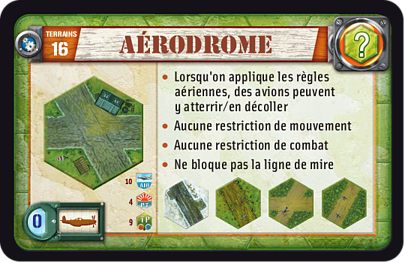 TERRAINS
16
AÉRODROME
?
• Lorsqu'on applique les règles
aériennes, des avions peuvent
y atterrir/en décoller
• Aucune restriction de mouvement
• Aucune restriction de combat
• Ne bloque pas la ligne de mire
10
AIR
4
9
0